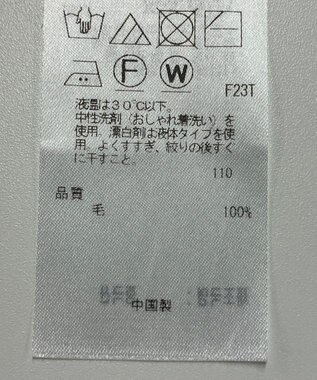 F W
F23T
液温は30℃以下。
中性洗剤（おしゃれ着洗い）を
使用。漂白剤は液体タイプを使
用。よくすすぎ、絞りの後すぐ
に干すこと。
110
品質
毛 100%
中国製